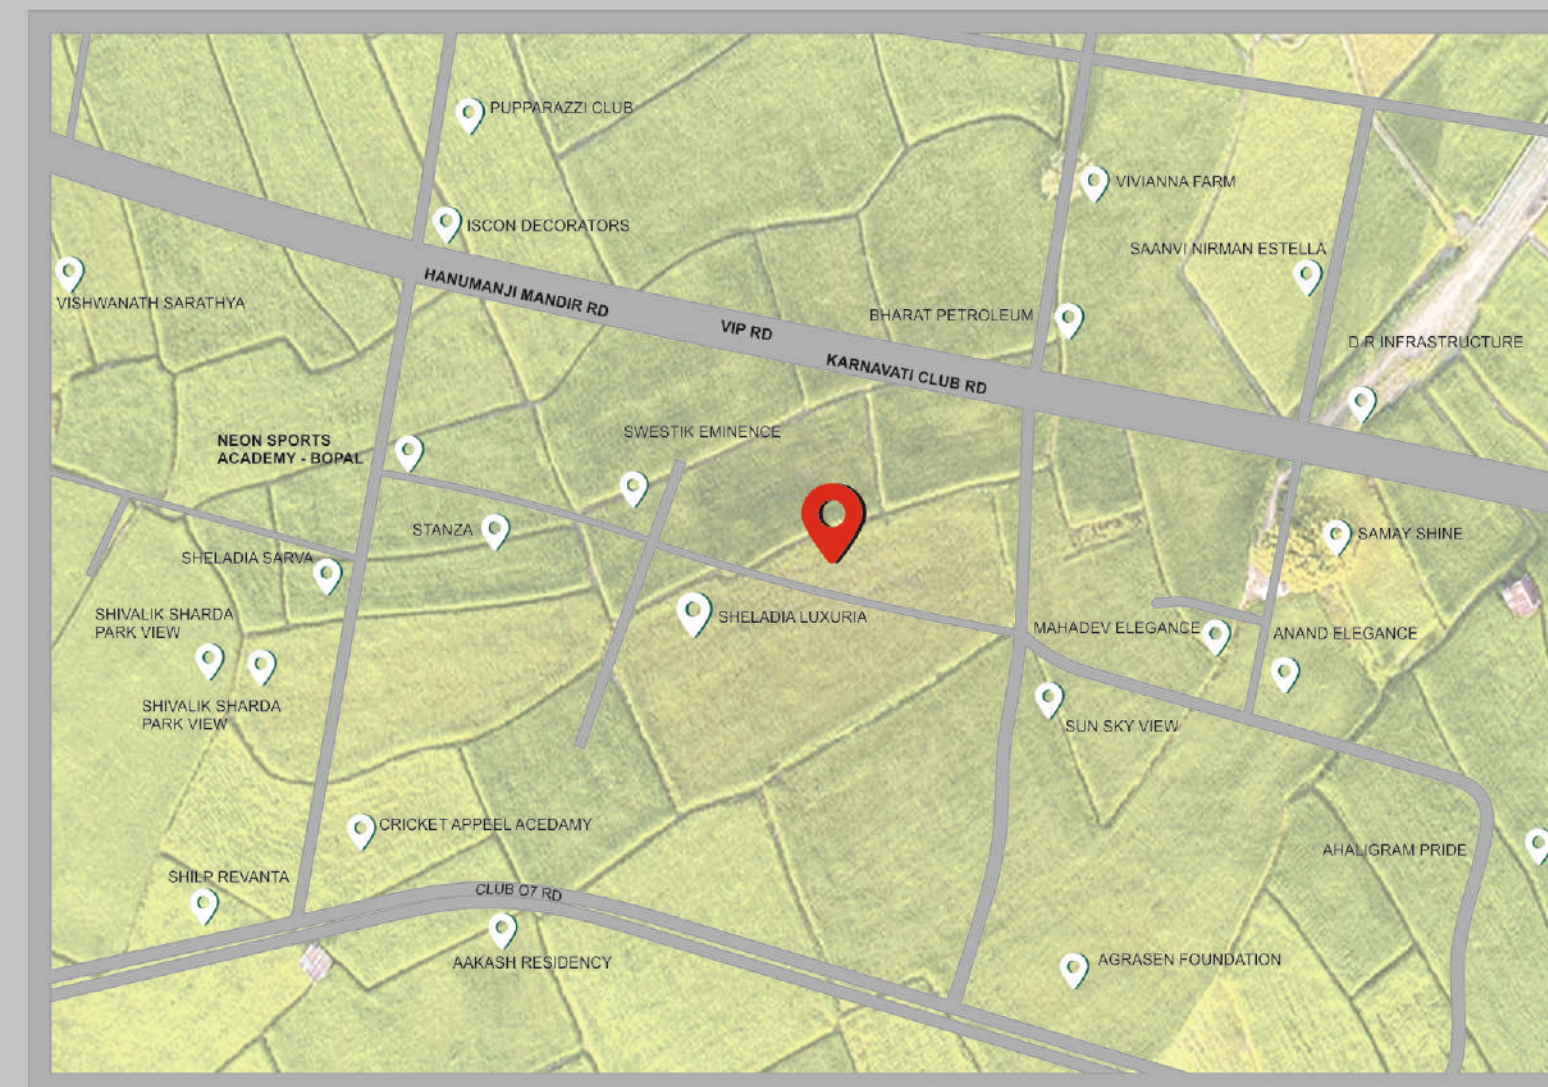 PUPPARAZZI CLUB
VIVIANNA FARM
ISCON DECORATORS
SAANVI NIRMAN ESTELLA
VISHWANATH SARATHYA
HANUMANJI MANDIR RD
VIP RD
BHARAT PETROLEUM
KARNAVATI CLUB RD
D R INFRASTRUCTURE
NEON SPORTS
ACADEMY - BOPAL
SWESTIK EMINENCE
STANZA
SAMAY SHINE
SHELADIA SARVA
SHIVALIK SHARDA
PARK VIEW
SHELADIA LUXURIA
MAHADEV ELEGANCE
ANAND ELEGANCE
SHIVALIK SHARDA
PARK VIEW
SUN SKY VIEW
CRICKET APPEEL ACEDAMY
AHALIGRAM PRIDE
SHILP REVANTA
CLUB O7 RD
AAKASH RESIDENCY
AGRASEN FOUNDATION